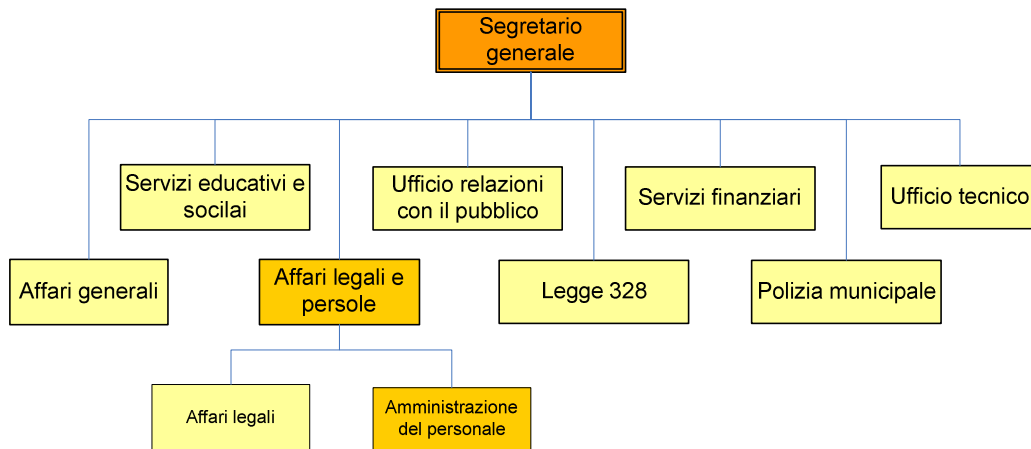 Segretario
generale
Servizi educativi e
socilai
Ufficio relazioni
con il pubblico
Servizi finanziari
Ufficio tecnico
Affari generali
Affari legali e
persole
Legge 328
Polizia municipale
Affari legali
Amministrazione
del personale